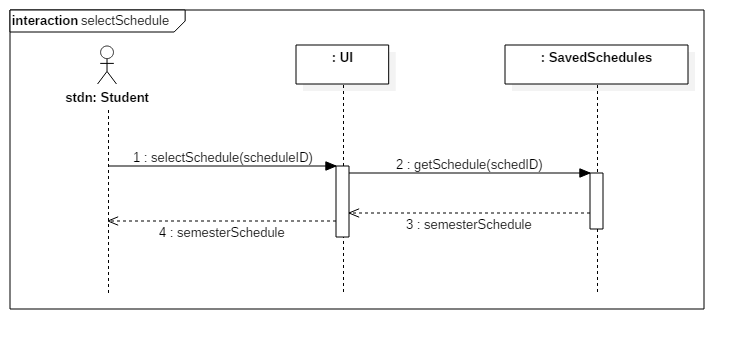 interaction selectSchedule
stdn: Student
: UI
: SavedSchedules
1 : selectSchedule(scheduleID)
2 : getSchedule(schedID)
3 : semesterSchedule
4 : semesterSchedule